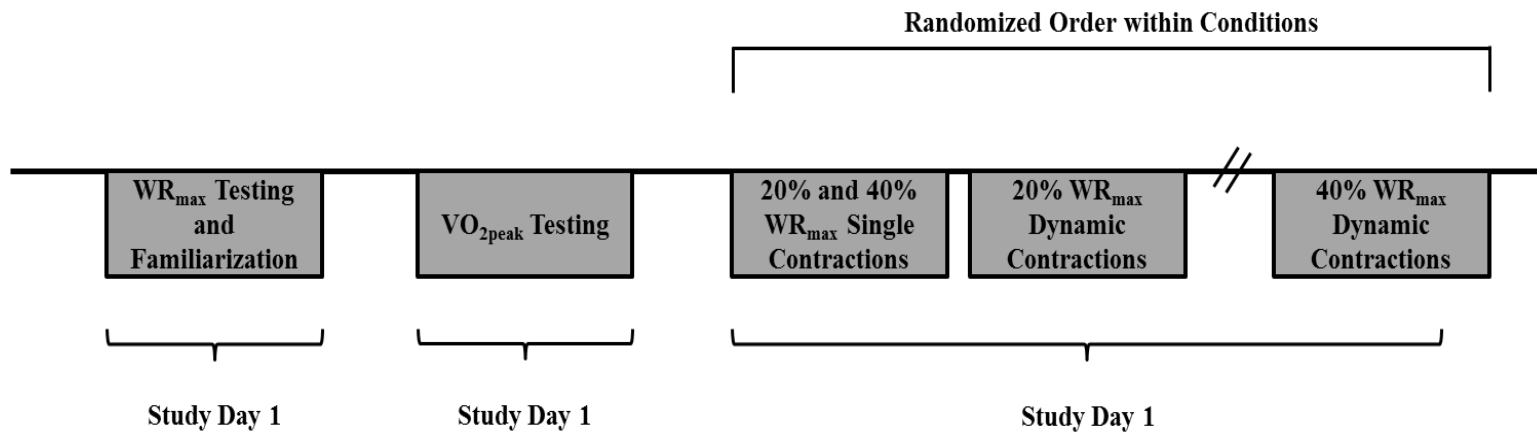 Randomized Order within Conditions
WRmax Testing
and
Familiarization
VO2peak Testing
20% and 40%
WRmax Single
Contractions
20% WRmax
Dynamic
Contractions
40% WRmax
Dynamic
Contractions
Study Day 1
Study Day 1
Study Day 1